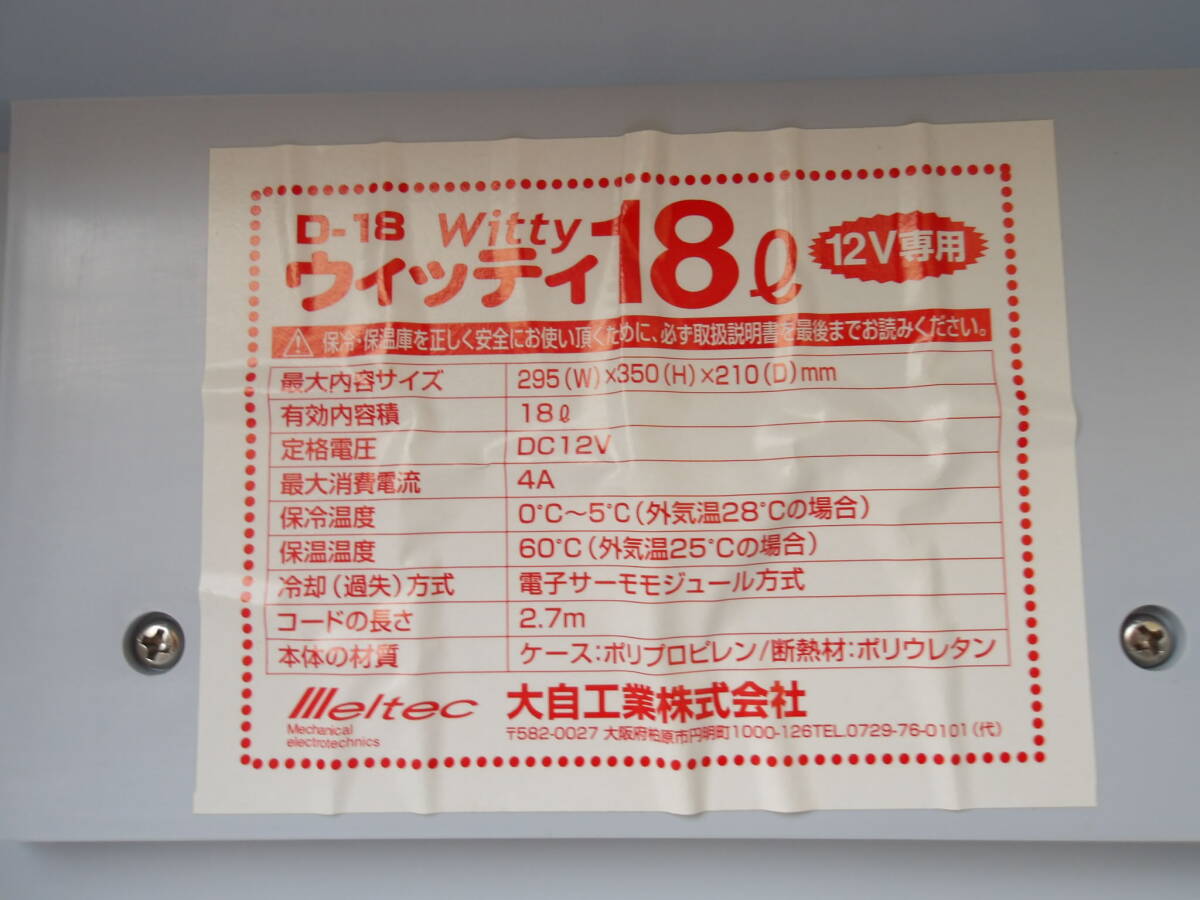 D-18 Witty
ウィッティ18ℓ 12V専用
⚠ 保冷・保温庫を正しく安全にお使い頂くために、必ず取扱説明書を最後までお読みください。
最大内容サイズ 295(W)×350(H)×210(D)mm
有効内容積 18ℓ
定格電圧 DC12V
最大消費電流 4A
保冷温度 0℃～5℃(外気温28℃の場合)
保温温度 60℃(外気温25℃の場合)
冷却(過失)方式 電子サーモモジュール方式
コードの長さ 2.7m
本体の材質 ケース:ポリプロピレン/断熱材:ポリウレタン
Meltec 大自工業株式会社
Mechanical electrotechnics
〒582-0027 大阪府柏原市円明町1000-126TEL.0729-76-0101(代)